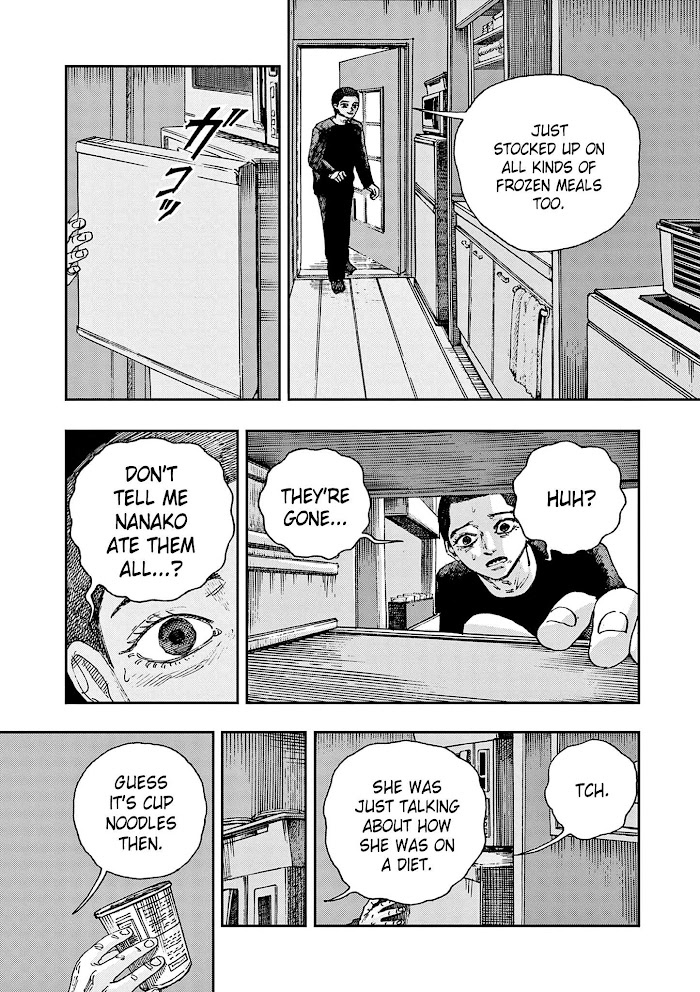 JUST
STOCKED UP ON
ALL KINDS OF
FROZEN MEALS
TOO.
ガコッ
HUH?
THEY'RE
GONE...
DON'T
TELL ME
NANAKO
ATE THEM
ALL...?
TCH.
SHE WAS
JUST TALKING
ABOUT HOW
SHE WAS ON
A DIET.
GUESS
IT'S CUP
NOODLES
THEN.